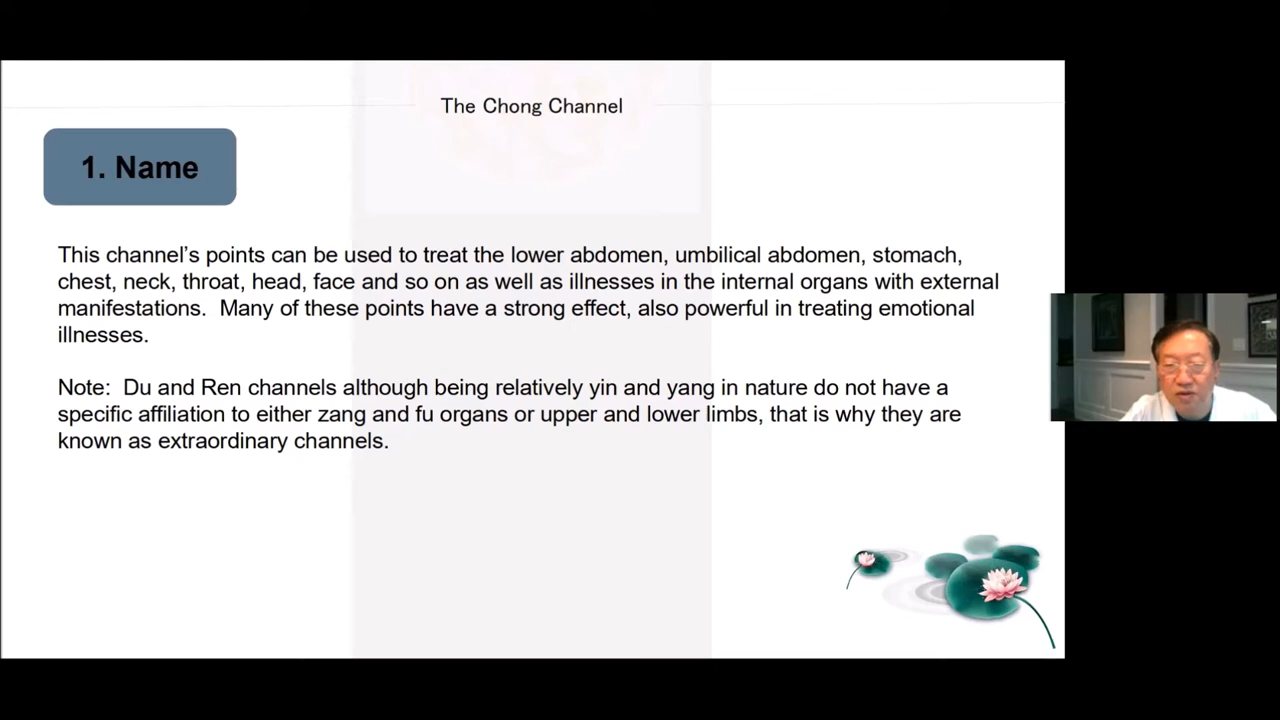 The Chong Channel
1. Name
This channel’s points can be used to treat the lower abdomen, umbilical abdomen, stomach,
chest, neck, throat, head, face and so on as well as illnesses in the internal organs with external
manifestations.  Many of these points have a strong effect, also powerful in treating emotional
illnesses.
Note:  Du and Ren channels although being relatively yin and yang in nature do not have a
specific affiliation to either zang and fu organs or upper and lower limbs, that is why they are
known as extraordinary channels.